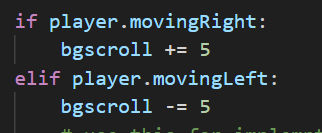 if player.movingRight:
    bgscroll += 5
elif player.movingLeft:
    bgscroll -= 5